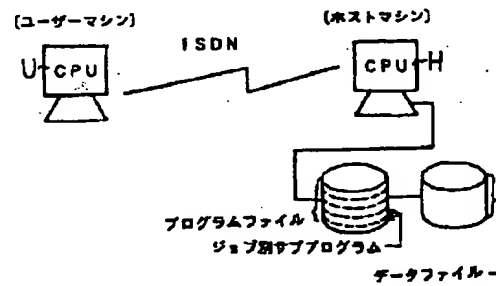 [ユーザーマシン]
[ホストマシン]
ISDN
U
CPU
CPU
H
プログラムファイル
ジョブ別サブプログラム
データファイル